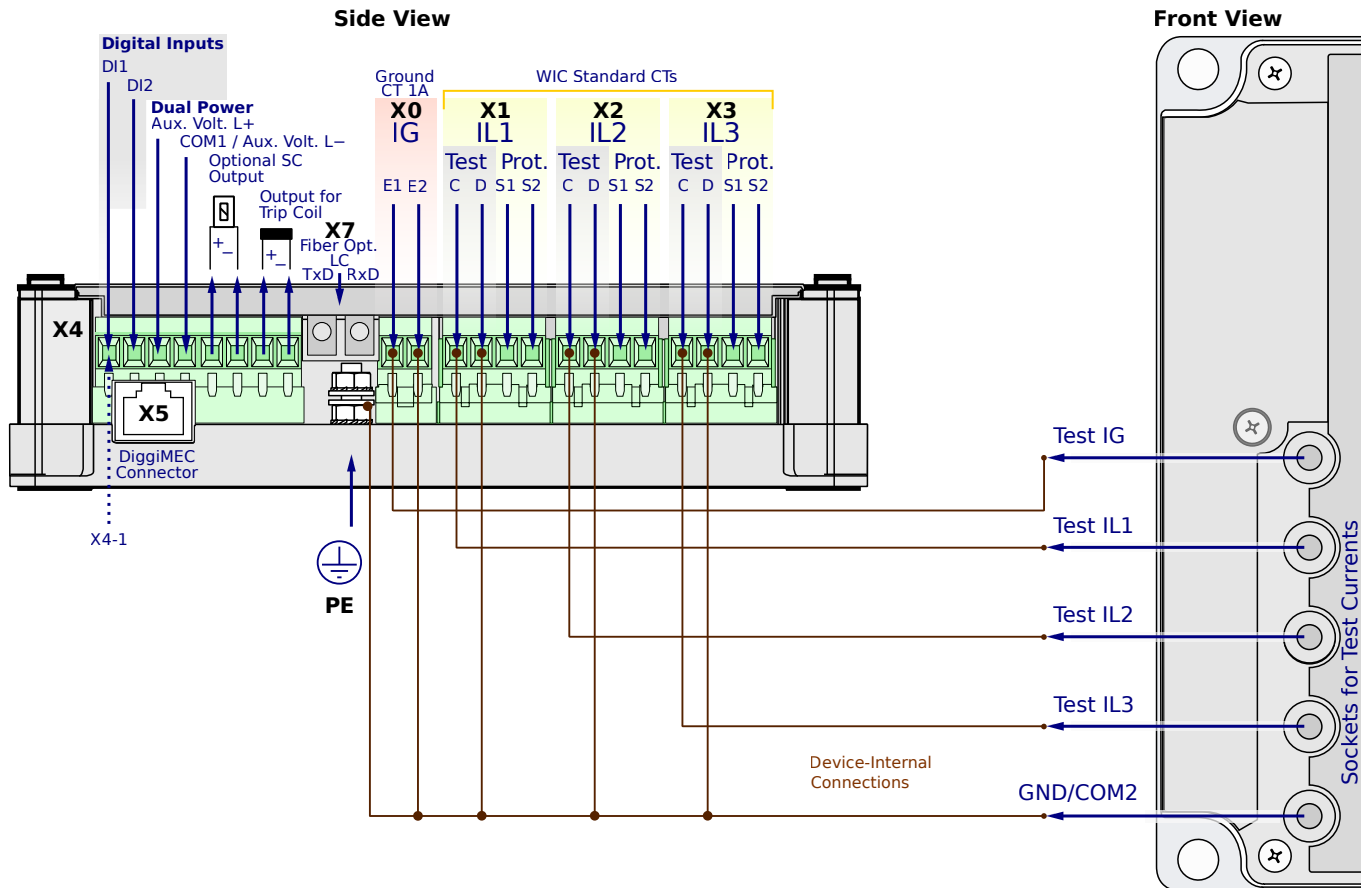 Side View
Front View
Digital Inputs
DI1
DI2
Dual Power
Aux. Volt. L+
COM1 / Aux. Volt. L−
Optional SC
Output
+
−
Output for
Trip Coil
+
−
X7
Fiber Opt.
LC
TxD RxD
Ground
CT 1A
X0
IG
E1 E2
WIC Standard CTs
X1
IL1
Test Prot.
C D S1 S2
X2
IL2
Test Prot.
C D S1 S2
X3
IL3
Test Prot.
C D S1 S2
X4
X5
DiggiMEC
Connector
X4-1
PE
Test IG
Test IL1
Test IL2
Test IL3
GND/COM2
Device-Internal
Connections
Sockets for Test Currents